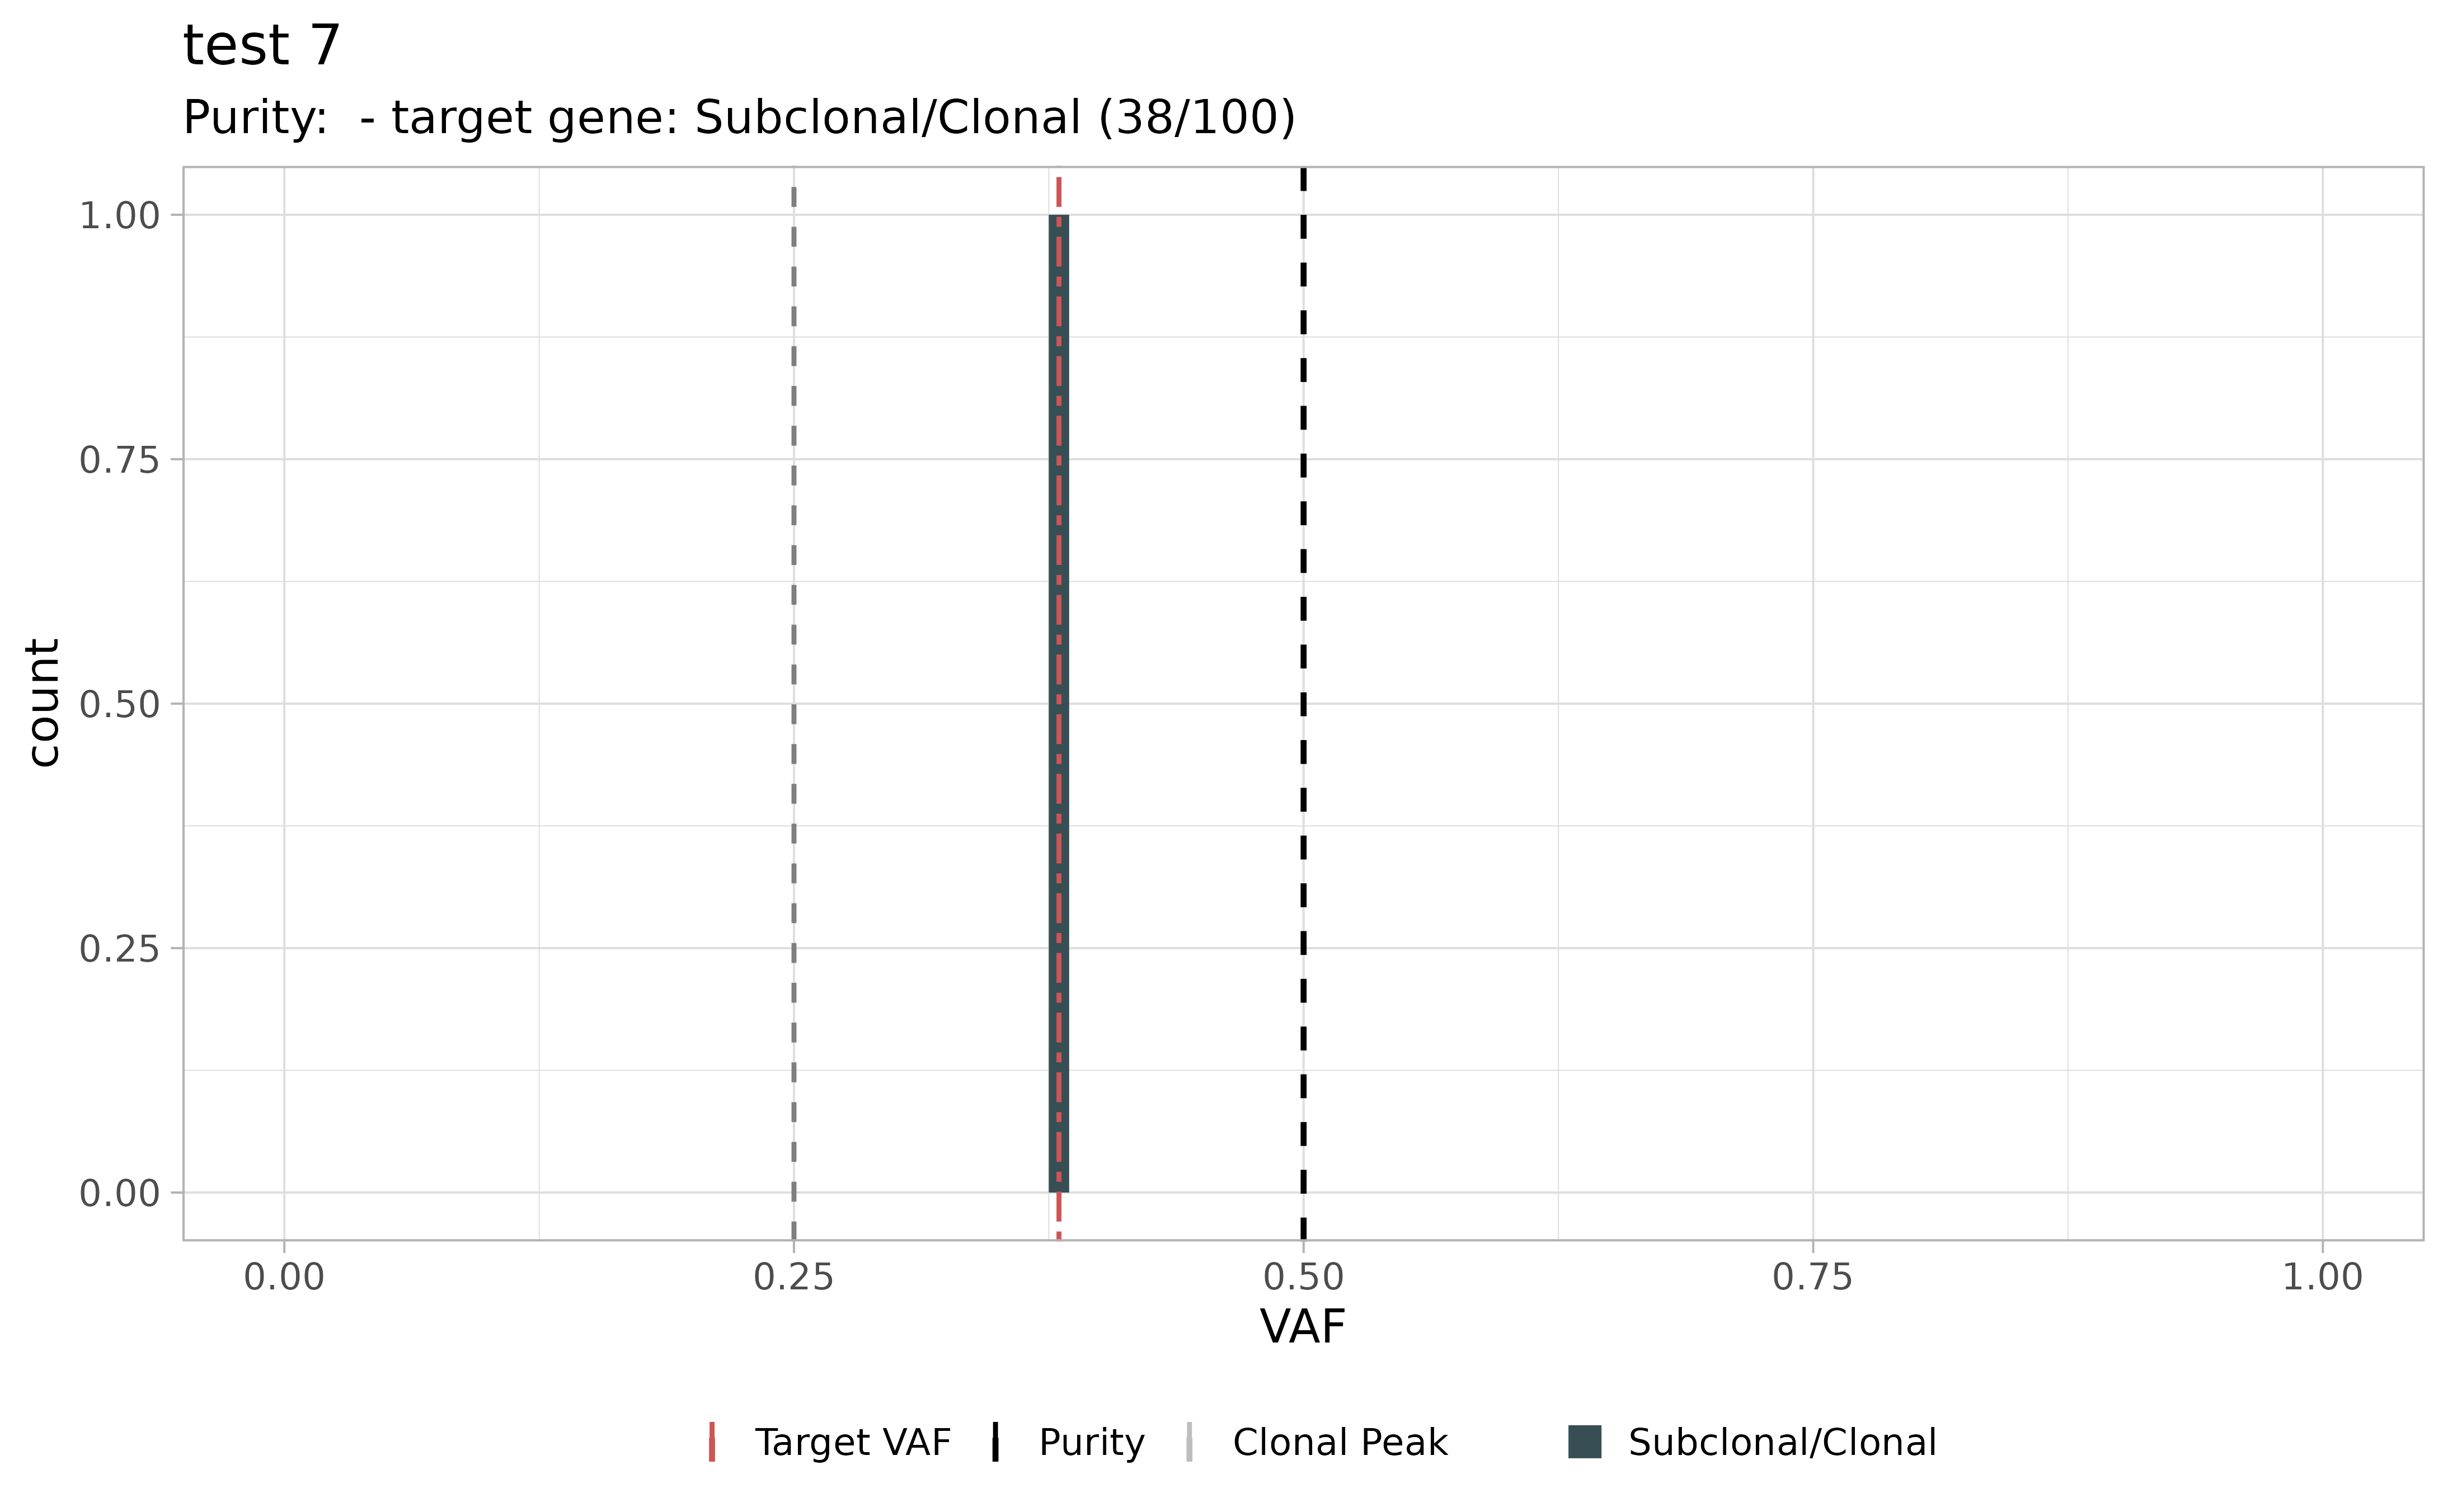 test 7
Purity:  - target gene: Subclonal/Clonal (38/100)
1.00
0.75
0.50
0.25
0.00
count
0.00 0.25 0.50 0.75 1.00
VAF
Target VAF Purity Clonal Peak Subclonal/Clonal